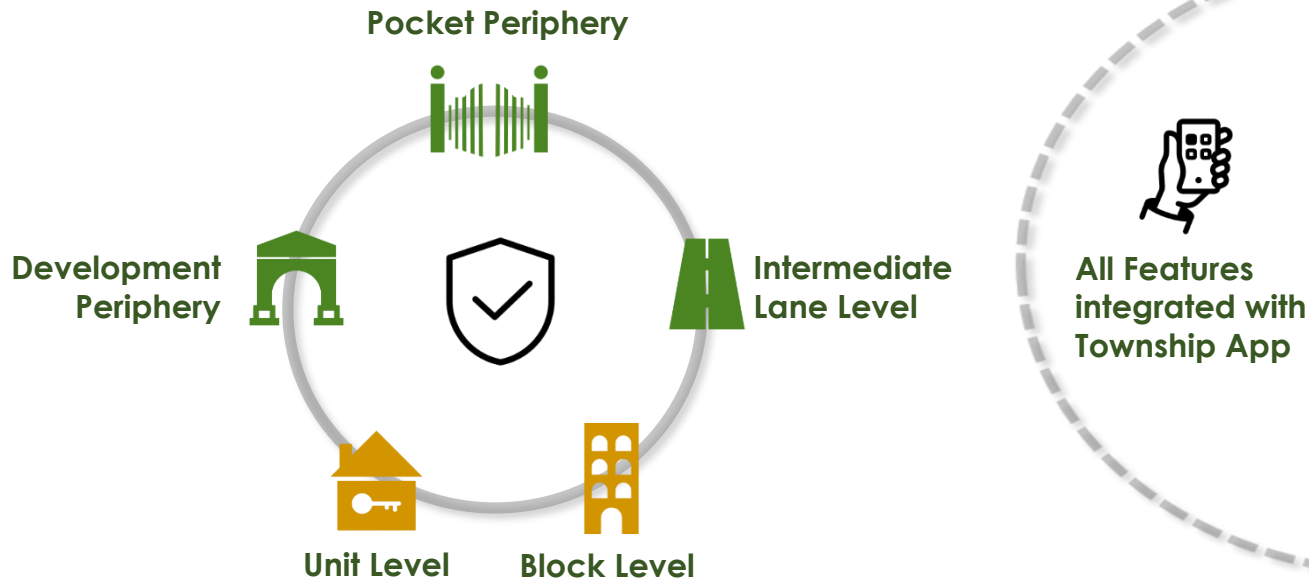 Pocket Periphery
Development
Periphery
Intermediate
Lane Level
All Features
integrated with
Township App
Unit Level
Block Level